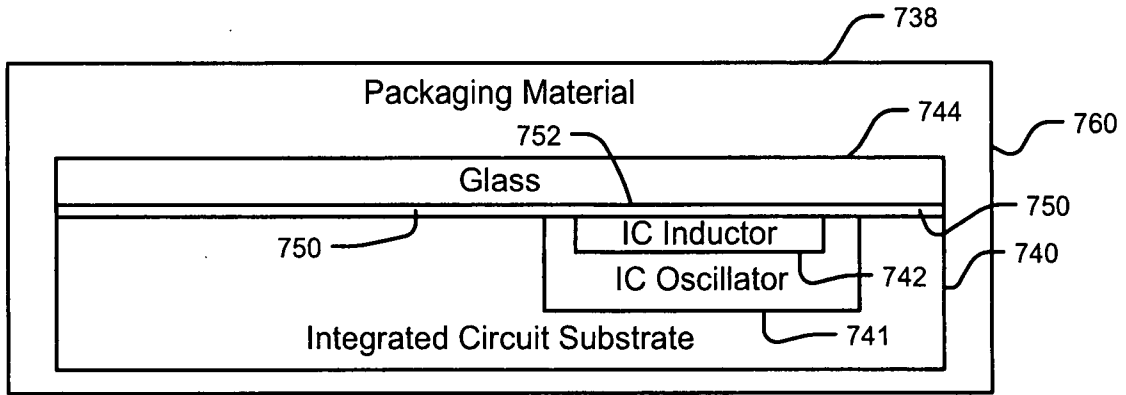 738
Packaging Material
744
752
760
Glass
750
IC Inductor
750
740
IC Oscillator
742
Integrated Circuit Substrate
741